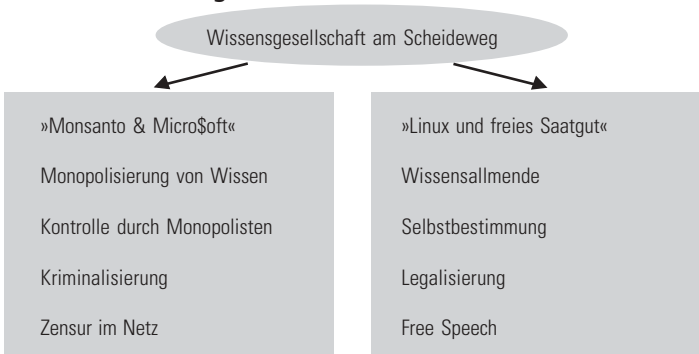 Wissensgesellschaft am Scheideweg
»Monsanto & Micro$oft«
Monopolisierung von Wissen
Kontrolle durch Monopolisten
Kriminalisierung
Zensur im Netz
»Linux und freies Saatgut«
Wissensallmende
Selbstbestimmung
Legalisierung
Free Speech